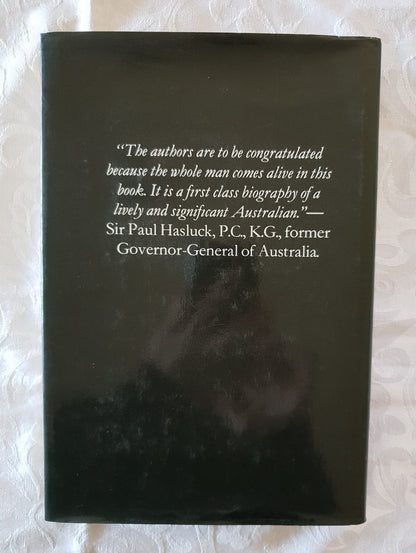 “The authors are to be congratulated
because the whole man comes alive in this
book. It is a first class biography of a
lively and significant Australian.”—
Sir Paul Hasluck, P.C., K.G., former
Governor-General of Australia.